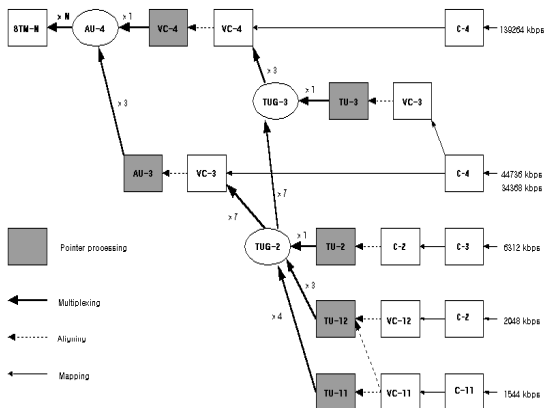 STM-N
x N
AU-4
x 1
VC-4
VC-4
C-4
139264 kbps
x 3
TUG-3
x 1
TU-3
VC-3
x 3
AU-3
VC-3
C-4
44736 kbps
34368 kbps
x 7
x 7
TUG-2
x 1
TU-2
C-2
C-3
6312 kbps
Pointer processing
x 3
Multiplexing
x 4
TU-12
VC-12
C-2
2048 kbps
Aligning
Mapping
TU-11
VC-11
C-11
1544 kbps